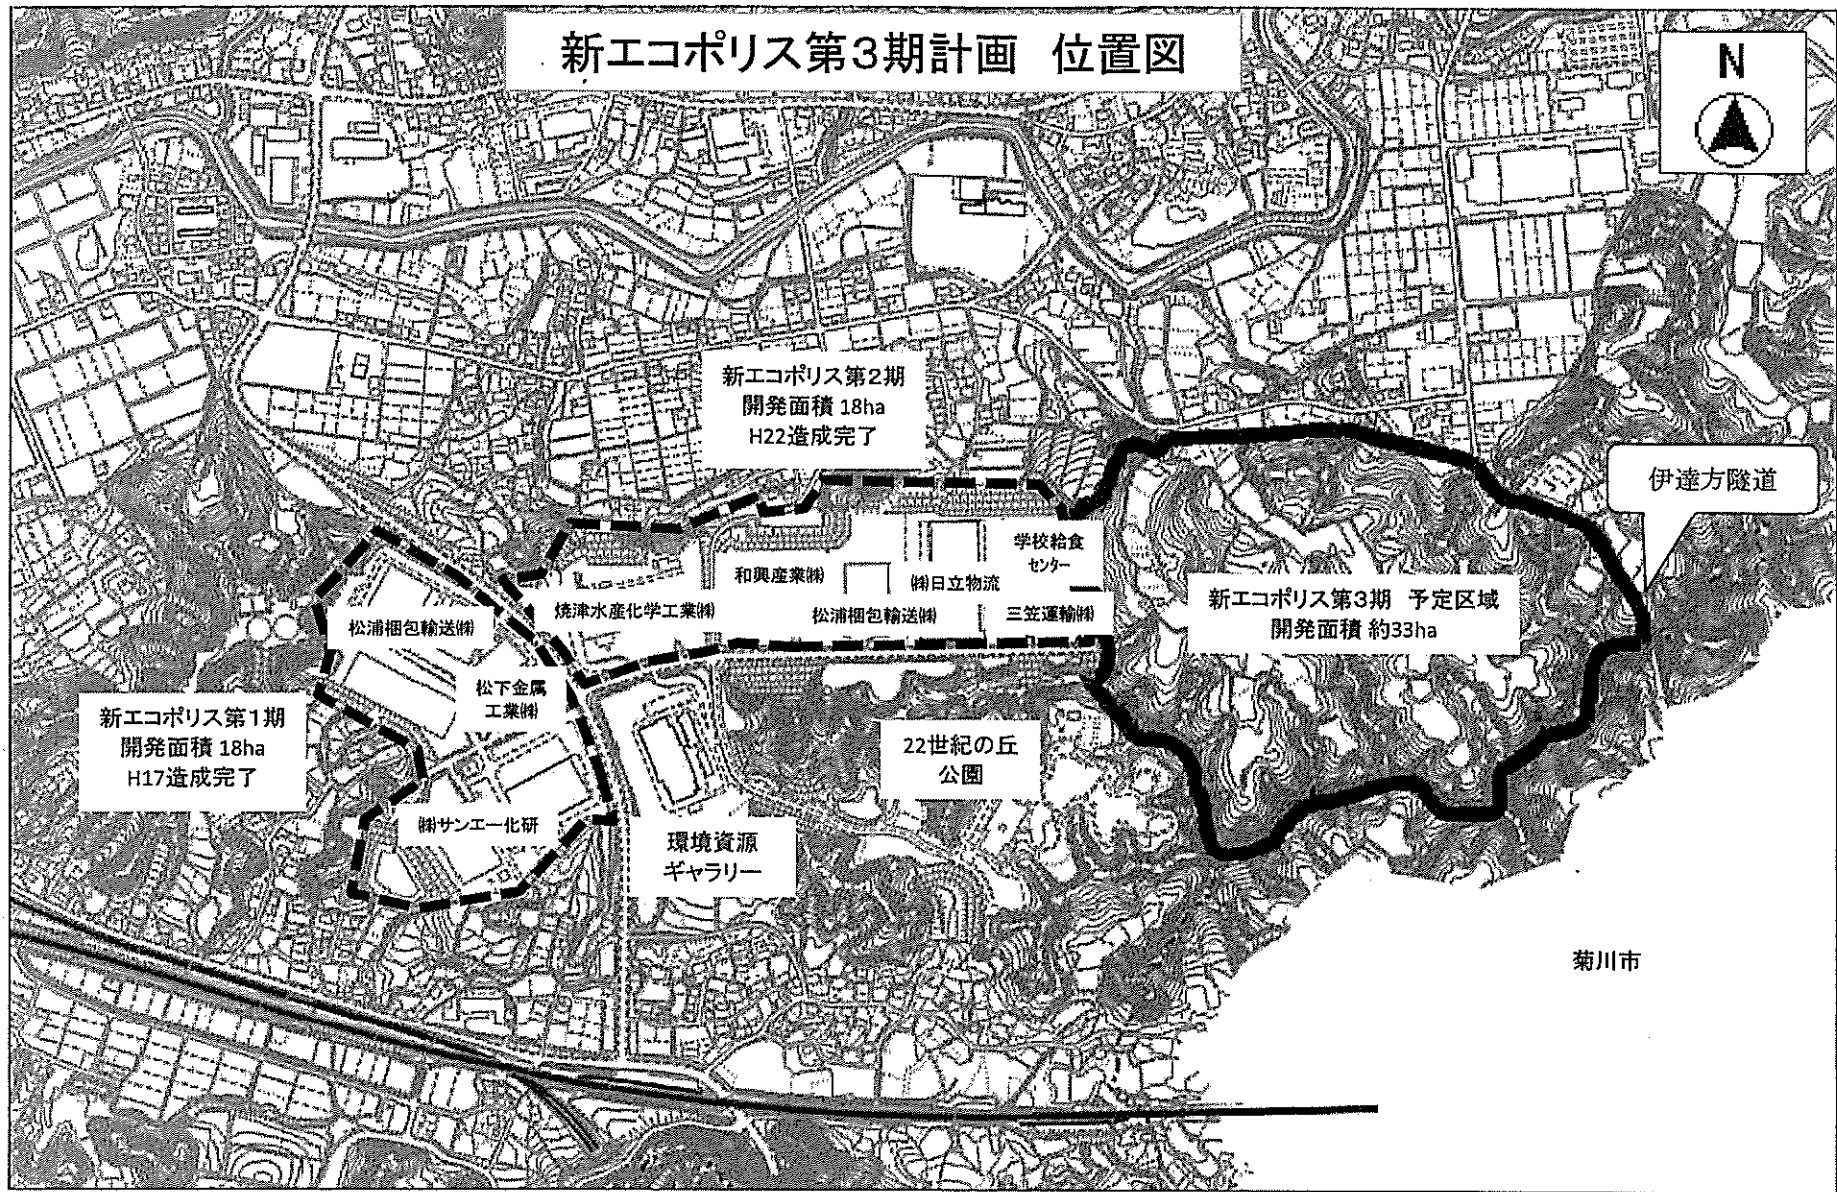 新エコポリス第3期計画 位置図
N
新エコポリス第2期
開発面積 18ha
H22造成完了
伊達方隧道
学校給食
センター
和興産業㈱
㈱日立物流
焼津水産化学工業㈱
松浦梱包輸送㈱
三笠運輸㈱
新エコポリス第3期 予定区域
開発面積 約33ha
松浦梱包輸送㈱
松下金属
工業㈱
新エコポリス第1期
開発面積 18ha
H17造成完了
22世紀の丘
公園
㈱サンエー化研
環境資源
ギャラリー
菊川市